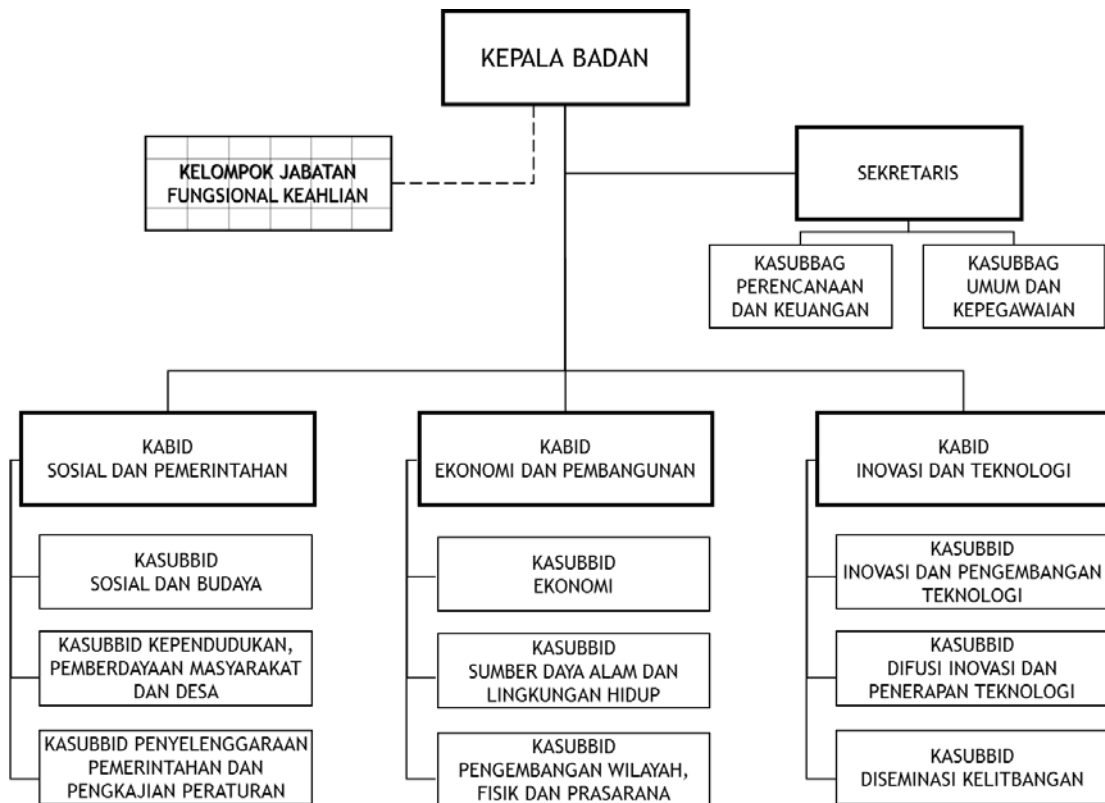 KEPALA BADAN
KELOMPOK JABATAN
FUNGSIONAL KEAHLIAN
SEKRETARIS
KASUBBAG
PERENCANAAN
DAN KEUANGAN
KASUBBAG
UMUM DAN
KEPEGAWAIAN
KABID
SOSIAL DAN PEMERINTAHAN
KASUBBID
SOSIAL DAN BUDAYA
KASUBBID KEPENDUDUKAN,
PEMBERDAYAAN MASYARAKAT
DAN DESA
KASUBBID PENYELENGGARAAN
PEMERINTAHAN DAN
PENGKAJIAN PERATURAN
KABID
EKONOMI DAN PEMBANGUNAN
KASUBBID
EKONOMI
KASUBBID
SUMBER DAYA ALAM DAN
LINGKUNGAN HIDUP
KASUBBID
PENGEMBANGAN WILAYAH,
FISIK DAN PRASARANA
KABID
INOVASI DAN TEKNOLOGI
KASUBBID
INOVASI DAN PENGEMBANGAN
TEKNOLOGI
KASUBBID
DIFUSI INOVASI DAN
PENERAPAN TEKNOLOGI
KASUBBID
DISEMINASI KELITBANGAN